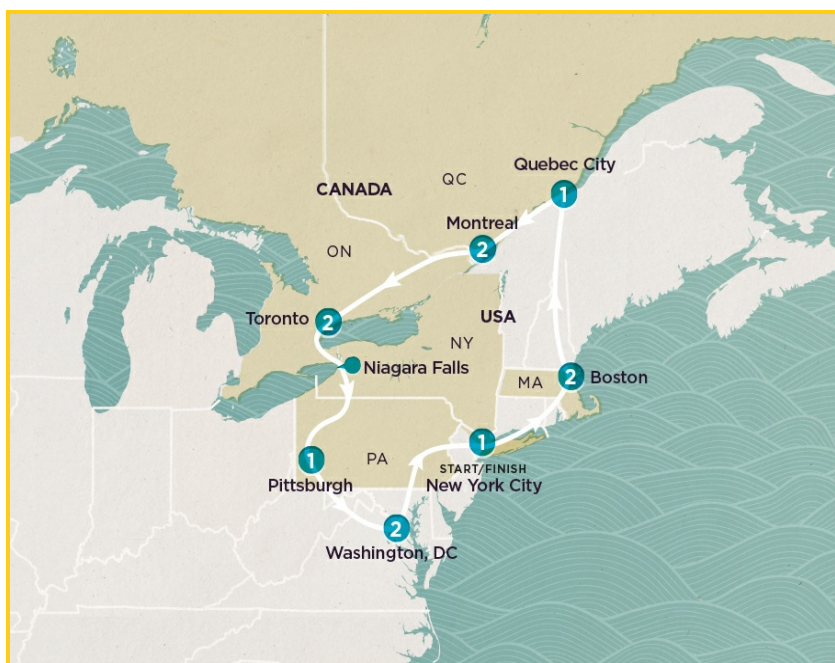 Quebec City
1
QC
CANADA
Montreal
2
ON
Toronto
2
USA
NY
Niagara Falls
MA
2
Boston
1
PA
1
START/FINISH
New York City
Pittsburgh
2
Washington, DC